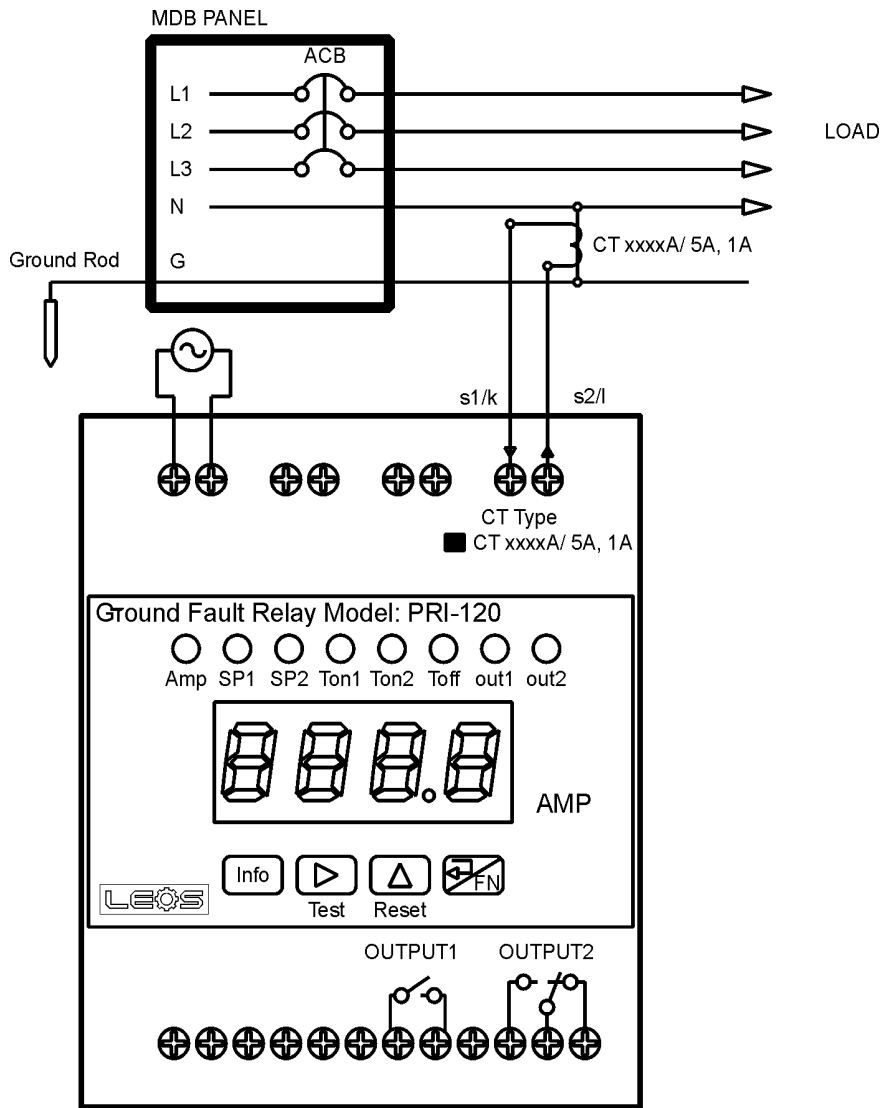 MDB PANEL
ACB
L1
L2
LOAD
L3
N
CT xxxxA/ 5A, 1A
Ground Rod
G
s1/k
s2/l
CT Type
CT xxxxA/ 5A, 1A
Ground Fault Relay Model: PRI-120
Amp SP1 SP2 Ton1 Ton2 Toff out1 out2
888.8
AMP
Info
FN
LEOS
Test Reset
OUTPUT1 OUTPUT2